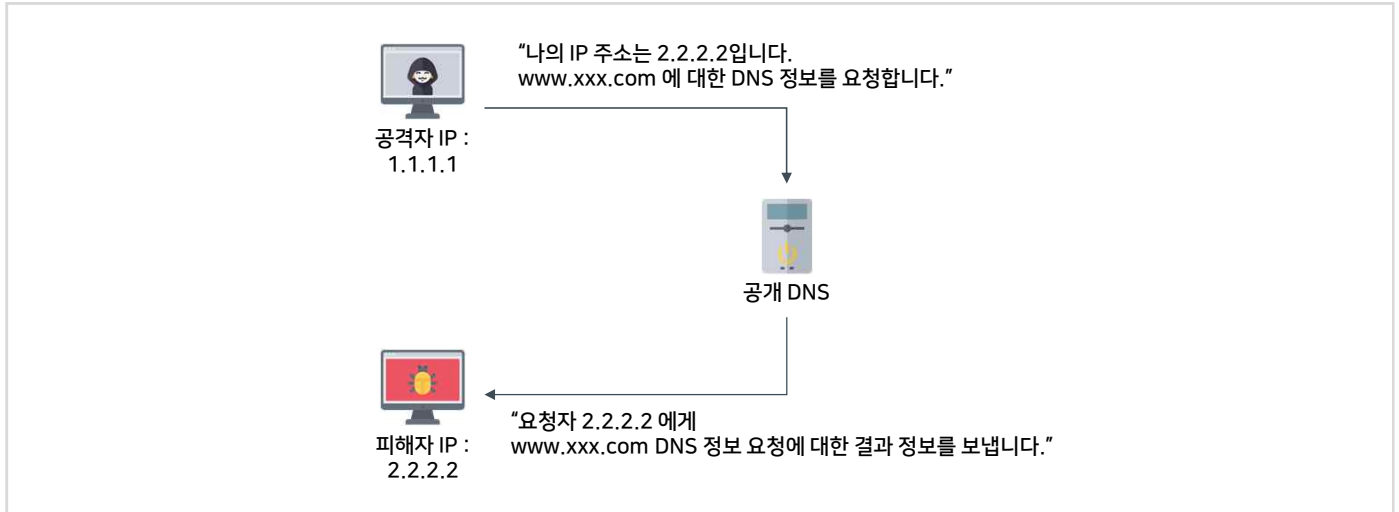 “나의 IP 주소는 2.2.2.2입니다.
www.xxx.com 에 대한 DNS 정보를 요청합니다.”
공격자 IP :
1.1.1.1
공개 DNS
피해자 IP :
2.2.2.2
“요청자 2.2.2.2 에게
www.xxx.com DNS 정보 요청에 대한 결과 정보를 보냅니다.”